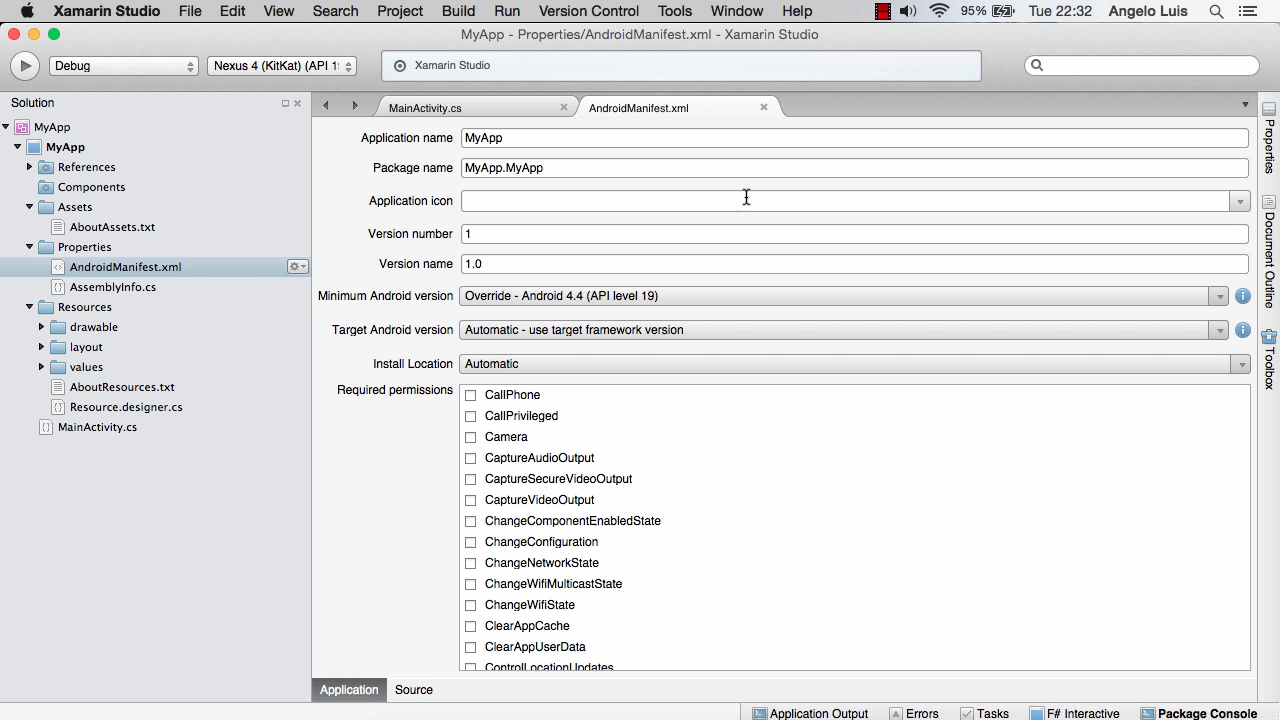 Xamarin Studio File Edit View Search Project Build Run Version Control Tools Window Help 95% Tue 22:32 Angelo Luis
MyApp - Properties/AndroidManifest.xml - Xamarin Studio
Debug Nexus 4 (KitKat) (API 1 Xamarin Studio
Solution
MyApp
MyApp
References
Components
Assets
AboutAssets.txt
Properties
AndroidManifest.xml
AssemblyInfo.cs
Resources
drawable
layout
values
AboutResources.txt
Resource.designer.cs
MainActivity.cs
MainActivity.cs AndroidManifest.xml
Application name MyApp
Package name MyApp.MyApp
Application icon
Version number 1
Version name 1.0
Minimum Android version Override - Android 4.4 (API level 19)
Target Android version Automatic - use target framework version
Install Location Automatic
Required permissions
CallPhone
CallPrivileged
Camera
CaptureAudioOutput
CaptureSecureVideoOutput
CaptureVideoOutput
ChangeComponentEnabledState
ChangeConfiguration
ChangeNetworkState
ChangeWifiMulticastState
ChangeWifiState
ClearAppCache
ClearAppUserData
ControlLocationUpdates
Application Source
Properties
Document Outline
Toolbox
Application Output Errors Tasks F# Interactive Package Console